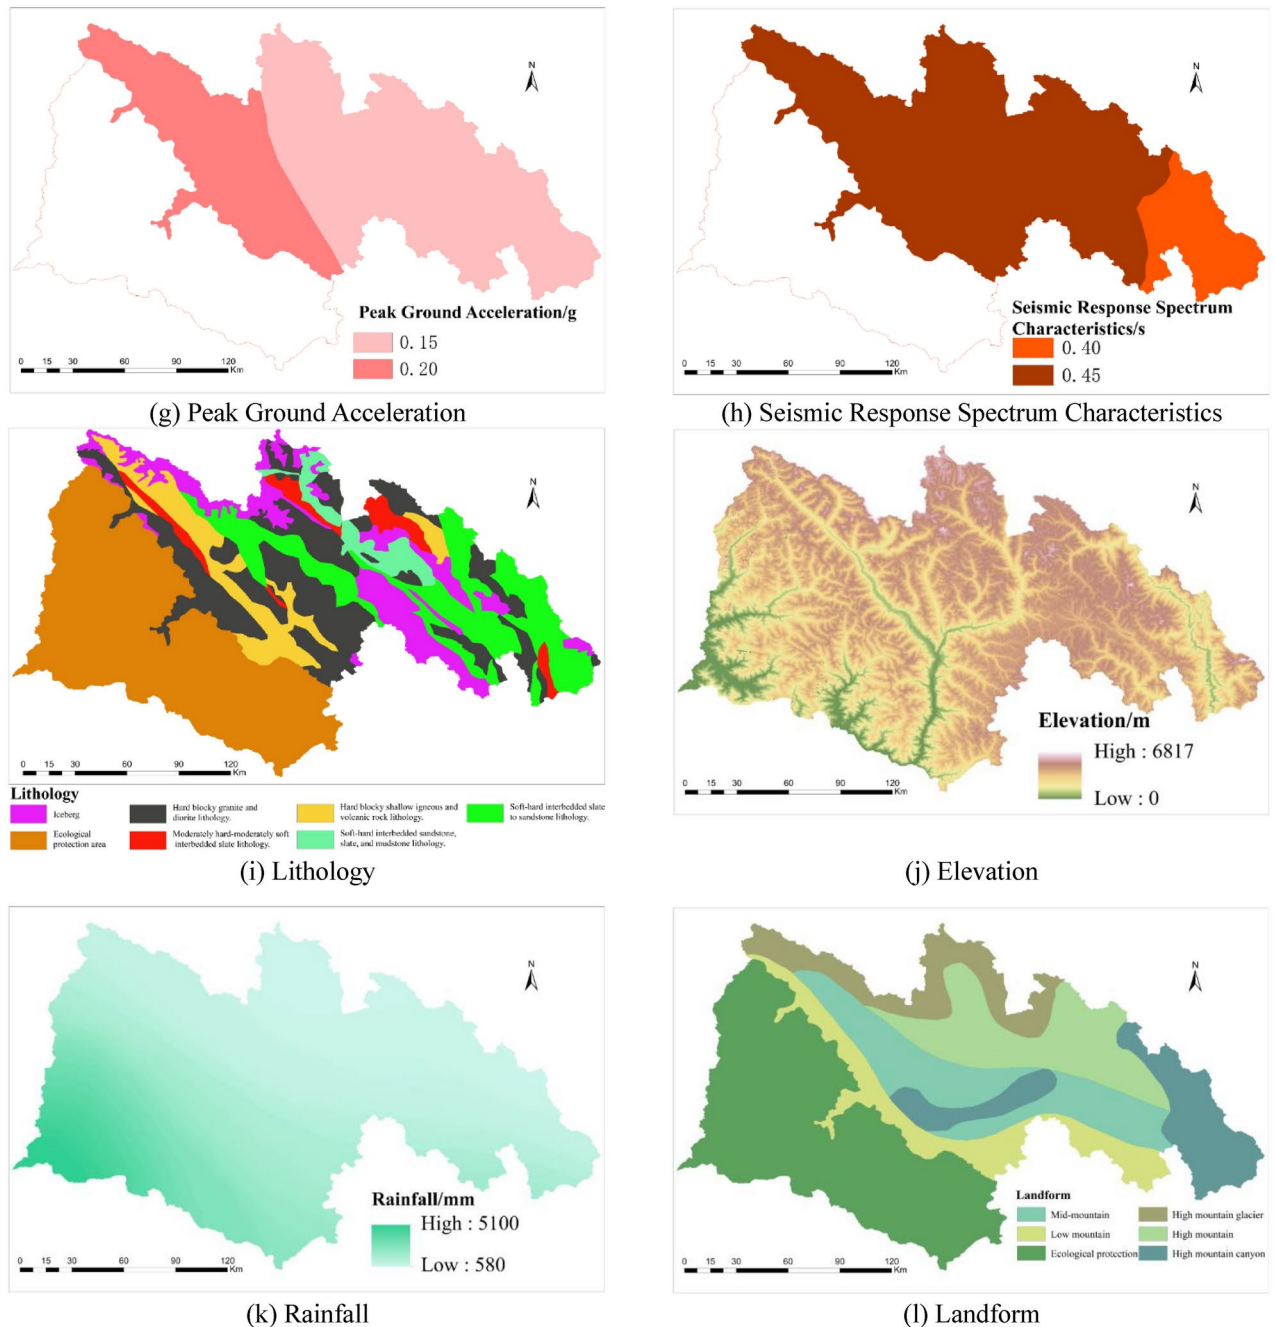 N
Peak Ground Acceleration/g
0.15
0.20
0 15 30 60 90 120
Km
(g) Peak Ground Acceleration
N
Seismic Response Spectrum
Characteristics/s
0.40
0.45
0 15 30 60 90 120
Km
(h) Seismic Response Spectrum Characteristics
N
0 15 30 60 90 120
Km
Lithology
Iceberg
Hard blocky granite and
diorite lithology.
Hard blocky shallow igneous and
volcanic rock lithology.
Soft-hard interbedded slate
to sandstone lithology.
Ecological
protection area
Moderately hard-moderately soft
interbedded slate lithology.
Soft-hard interbedded sandstone,
slate, and mudstone lithology.
(i) Lithology
N
Elevation/m
High : 6817
Low : 0
0 15 30 60 90 120
Km
(j) Elevation
N
Rainfall/mm
High : 5100
Low : 580
0 15 30 60 90 120
Km
(k) Rainfall
N
Landform
Mid-mountain
High mountain glacier
Low mountain
High mountain
Ecological protection
High mountain canyon
0 15 30 60 90 120
Km
(l) Landform